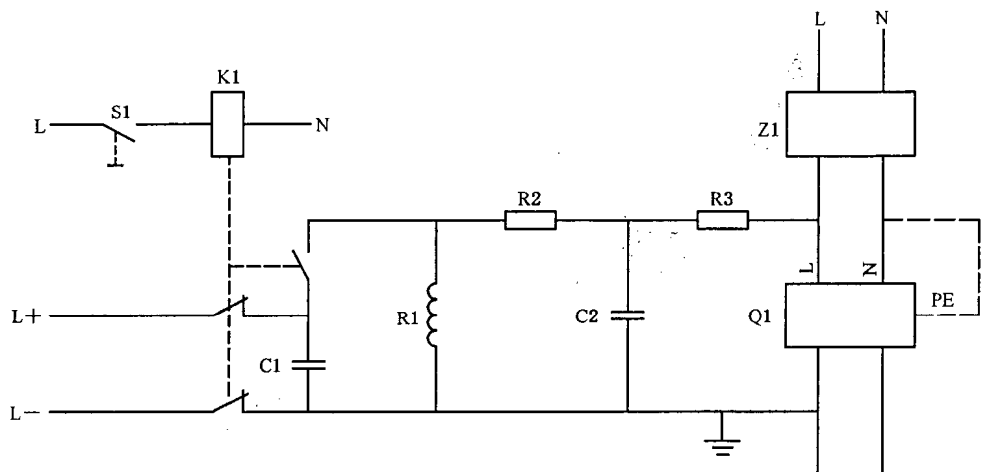 L N
K1
S1
L N
Z1
R2 R3
L N
L+ R1 C2 Q1 PE
C1
L—